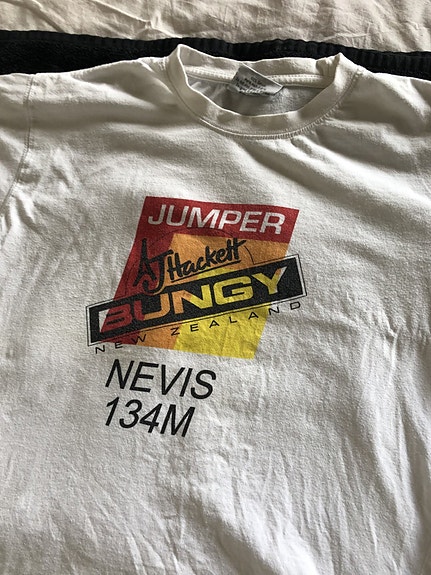 JUMPER
AJ Hackett
BUNGY
NEW ZEALAND
NEVIS
134M